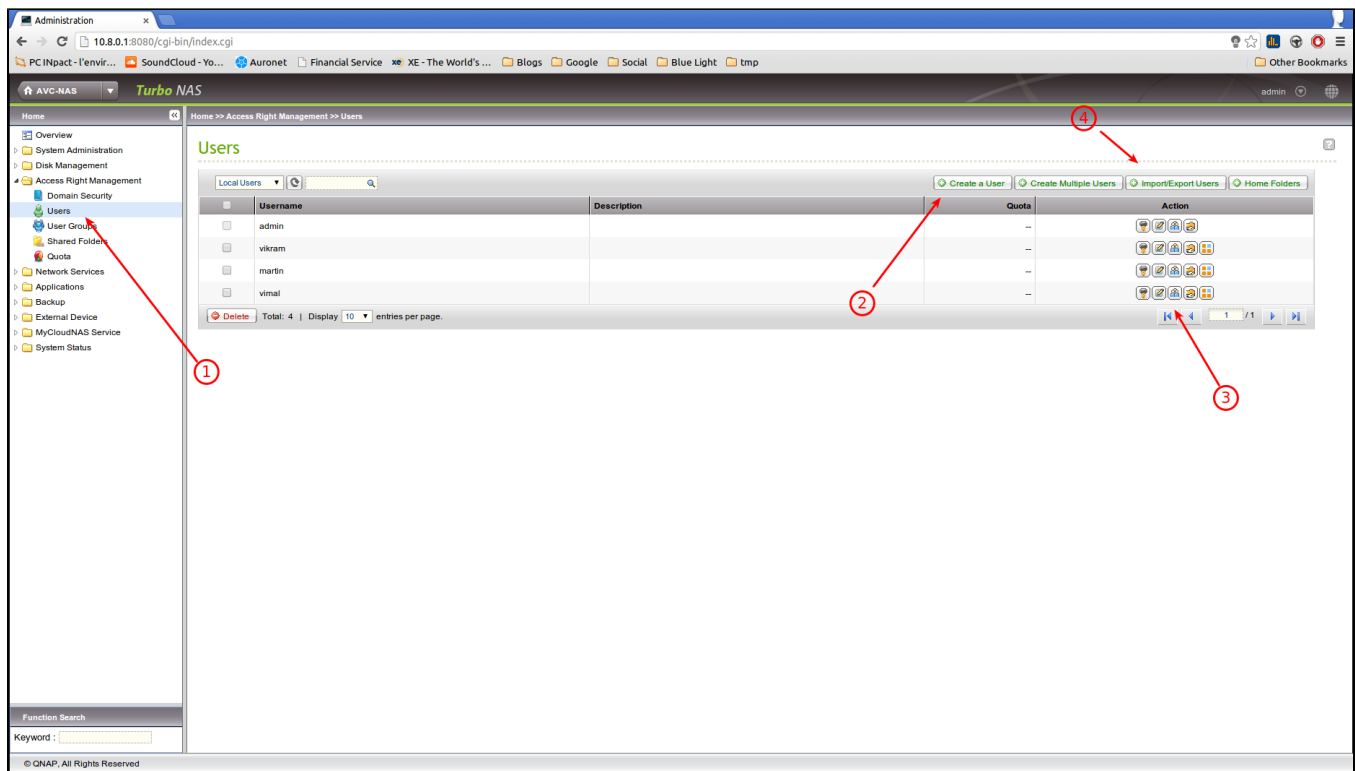 Administration ×
10.8.0.1:8080/cgi-bin/index.cgi
PC INpact - l'envir... SoundCloud - Yo... Auronet Financial Service XE - The World's ... Blogs Google Social Blue Light tmp Other Bookmarks
AVC-NAS Turbo NAS admin
Home Home >> Access Right Management >> Users
4
Overview
System Administration
Disk Management
Access Right Management
Domain Security
Users
User Groups
Shared Folders
Quota
Network Services
Applications
Backup
External Device
MyCloudNAS Service
System Status
1
Users
Local Users Create a User Create Multiple Users Import/Export Users Home Folders
Username Description Quota Action
admin --
vikram --
martin --
vimal --
2
Delete Total: 4 | Display 10 entries per page. 1 / 1
3
Function Search
Keyword :
© QNAP, All Rights Reserved